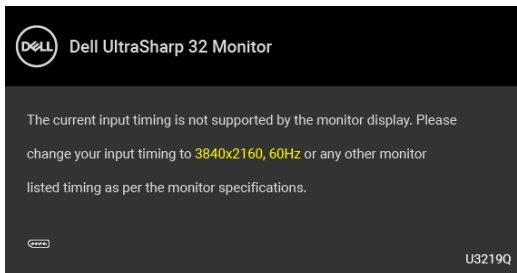 DELL Dell UltraSharp 32 Monitor
The current input timing is not supported by the monitor display. Please
change your input timing to 3840x2160, 60Hz or any other monitor
listed timing as per the monitor specifications.
U3219Q